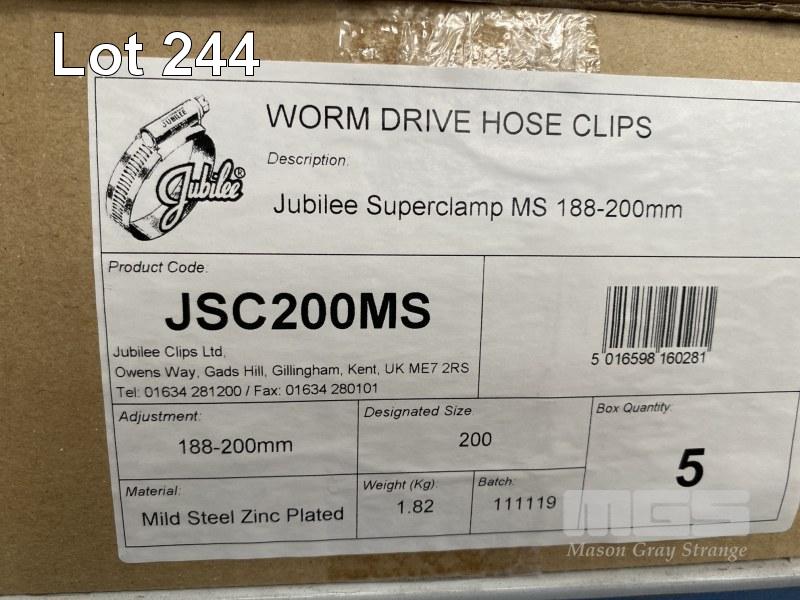 Lot 244
JUBILEE
Jubilee®
WORM DRIVE HOSE CLIPS
Description.
Jubilee Superclamp MS 188-200mm
Product Code.
JSC200MS
Jubilee Clips Ltd,
Owens Way, Gads Hill, Gillingham, Kent, UK ME7 2RS
Tel: 01634 281200 / Fax: 01634 280101
5 016598 160281
Adjustment:
188-200mm
Designated Size
200
Box Quantity:
5
Material:
Mild Steel Zinc Plated
Weight (Kg):
1.82
Batch:
111119
MGS
Mason Gray Strange